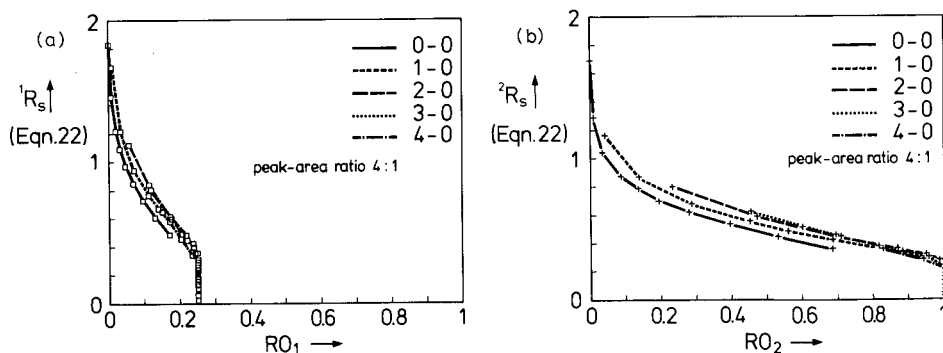 (a)
2
1
0
¹Rs
(Eqn.22)
0-0
1-0
2-0
3-0
4-0
peak-area ratio 4:1
0 0.2 0.4 0.6 0.8 1
RO₁
(b)
2
1
0
²Rs
(Eqn.22)
0-0
1-0
2-0
3-0
4-0
peak-area ratio 4:1
0 0.2 0.4 0.6 0.8 1
RO₂